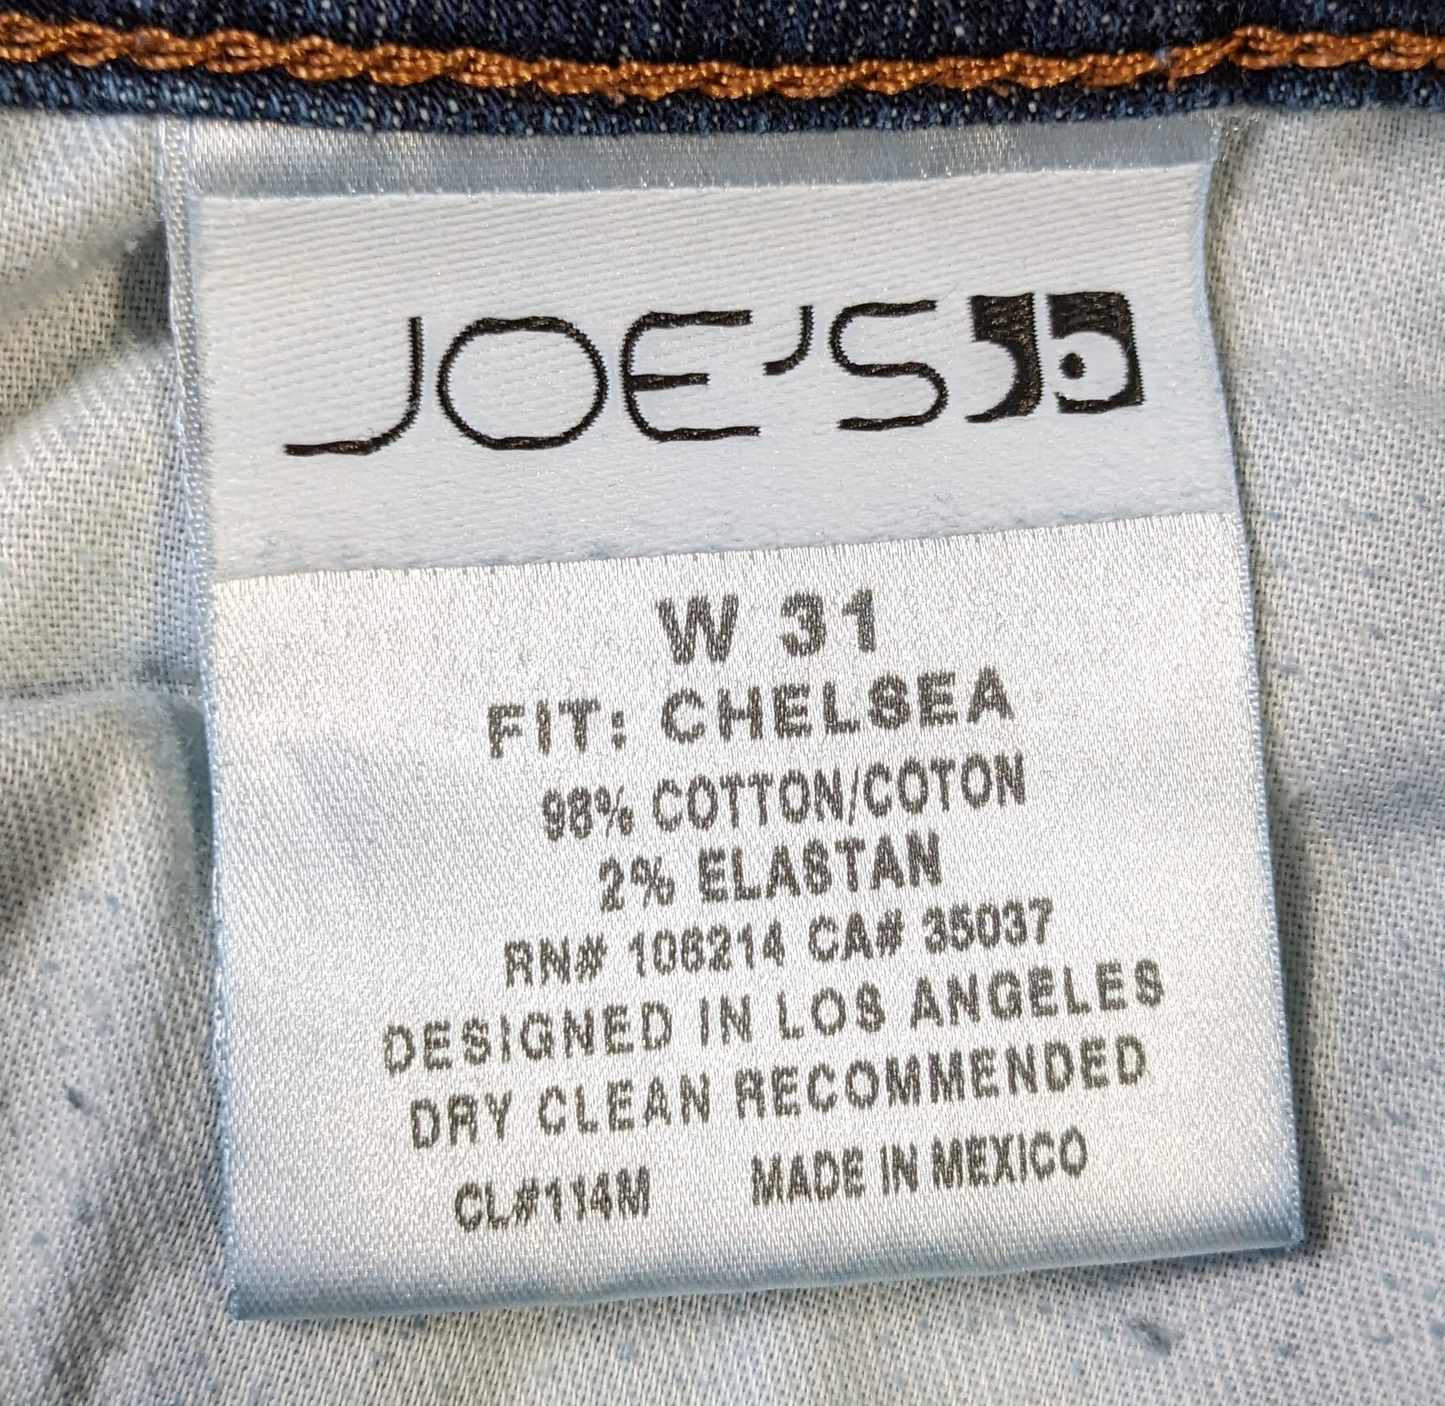 JOE'S
W 31
FIT: CHELSEA
98% COTTON/COTON
2% ELASTAN
RN# 106214 CA# 35037
DESIGNED IN LOS ANGELES
DRY CLEAN RECOMMENDED
CL#114M MADE IN MEXICO